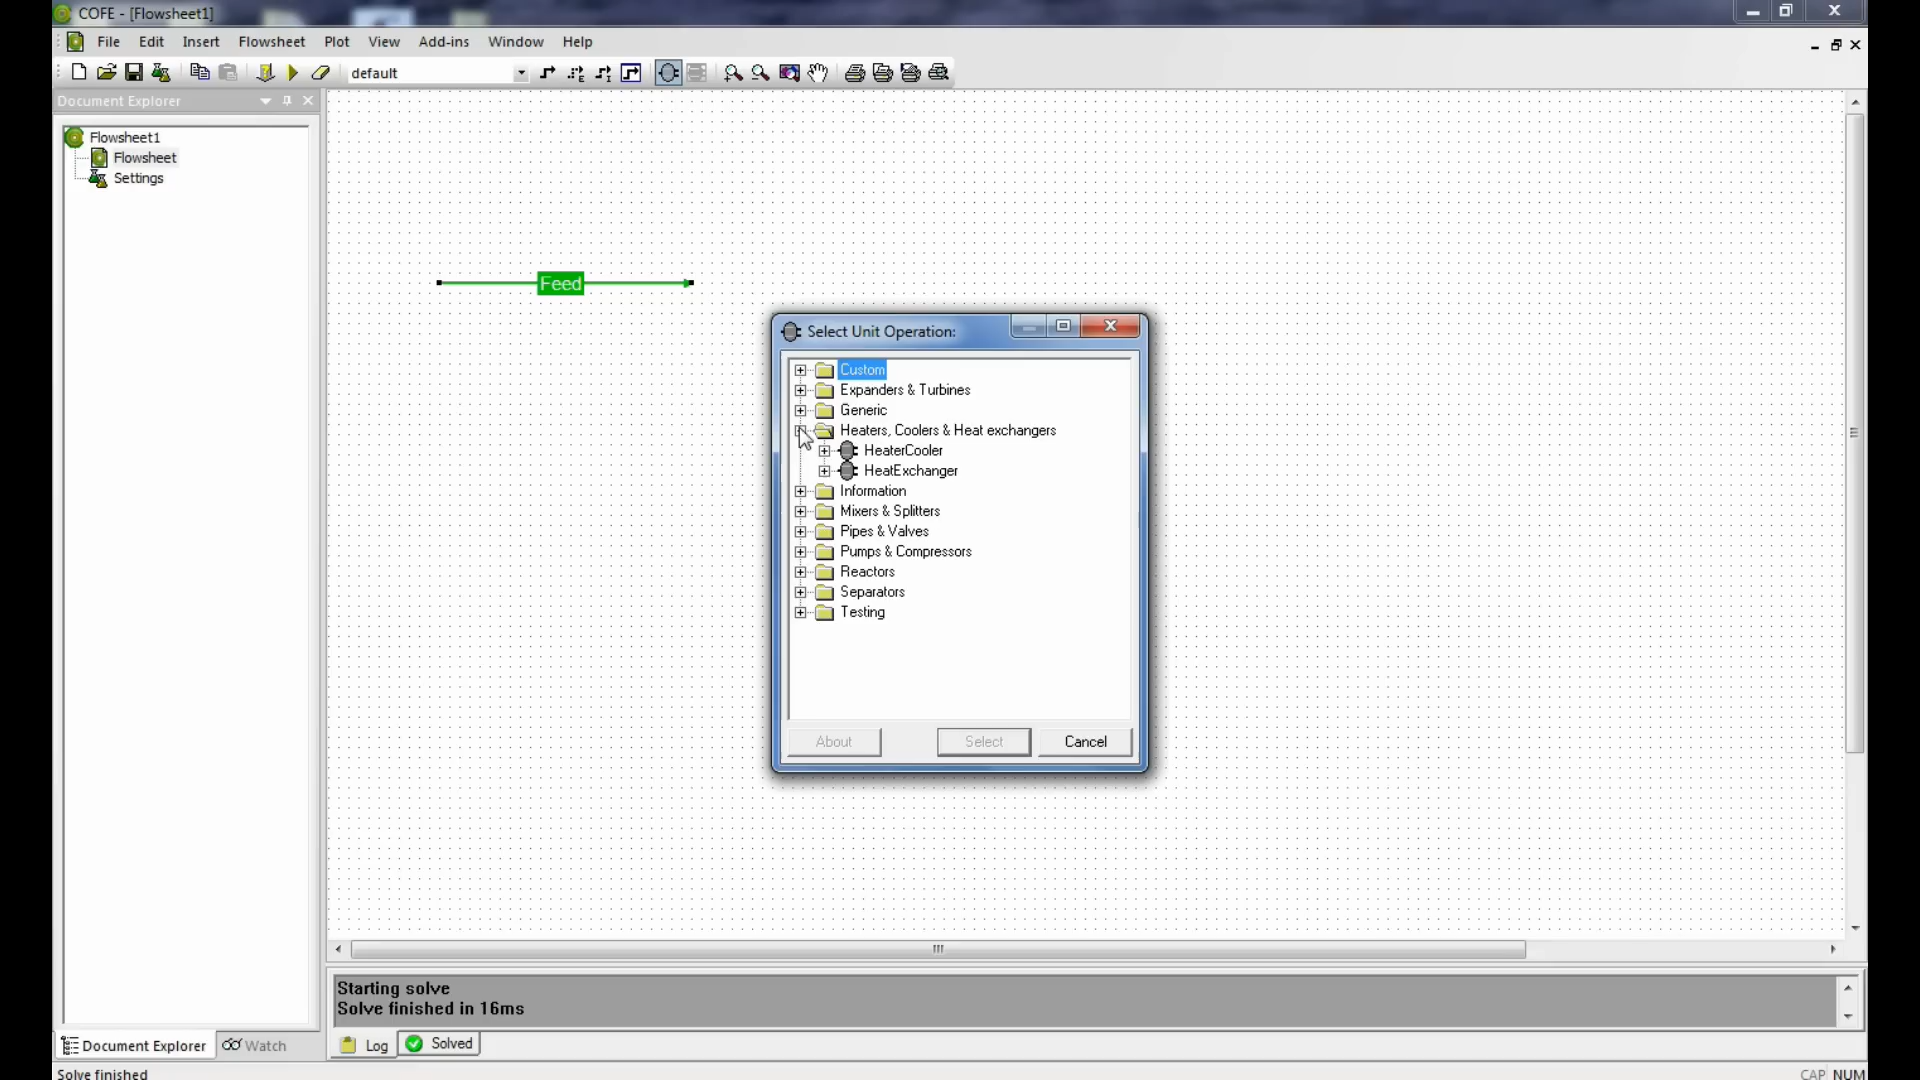 COFE - [Flowsheet1]
File Edit Insert Flowsheet Plot View Add-ins Window Help
default
Document Explorer
Flowsheet1
Flowsheet
Settings
Feed
Select Unit Operation:
Custom
Expanders & Turbines
Generic
Heaters, Coolers & Heat exchangers
HeaterCooler
HeatExchanger
Information
Mixers & Splitters
Pipes & Valves
Pumps & Compressors
Reactors
Separators
Testing
About Select Cancel
Starting solve
Solve finished in 16ms
Document Explorer Watch Log Solved
Solve finished CAP NUM